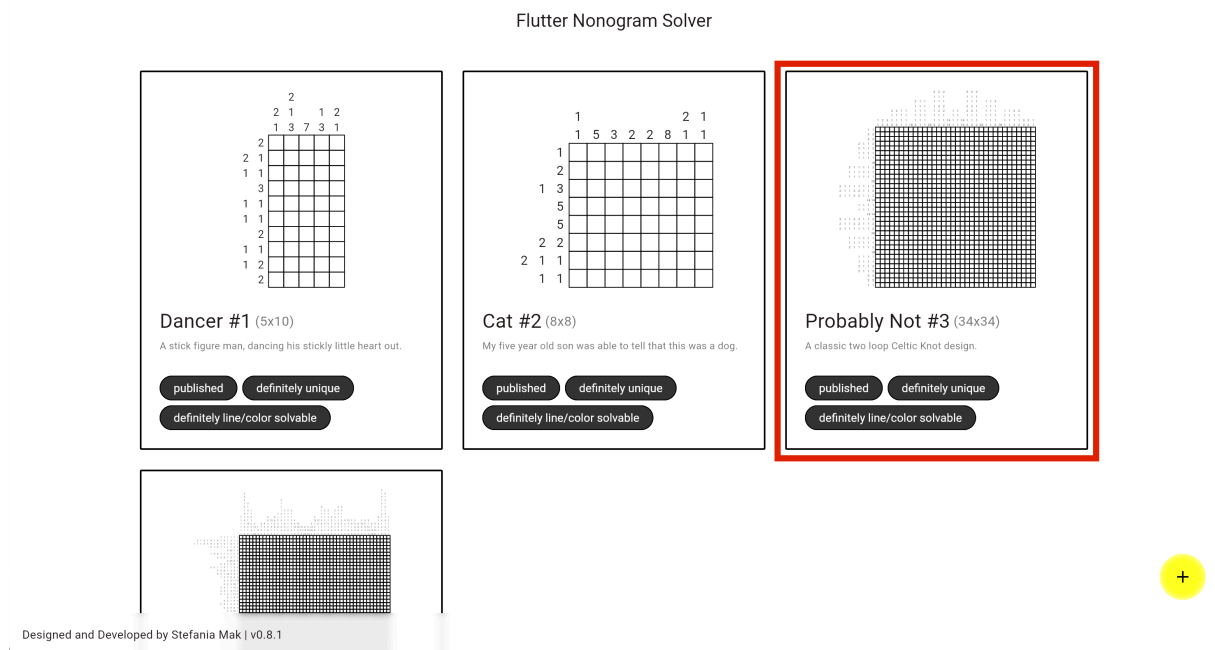 Flutter Nonogram Solver
2
2 1 1 2
1 3 7 3 1
2
2 1
1 1
3
1 1
1 1
2
1 1
1 2
2
Dancer #1 (5x10)
A stick figure man, dancing his stickly little heart out.
published definitely unique
definitely line/color solvable
1 2 1
1 5 3 2 2 8 1 1
1
2
1 3
5
5
2 2
2 1 1
1 1
Cat #2 (8x8)
My five year old son was able to tell that this was a dog.
published definitely unique
definitely line/color solvable
Probably Not #3 (34x34)
A classic two loop Celtic Knot design.
published definitely unique
definitely line/color solvable
+
Designed and Developed by Stefania Mak | v0.8.1